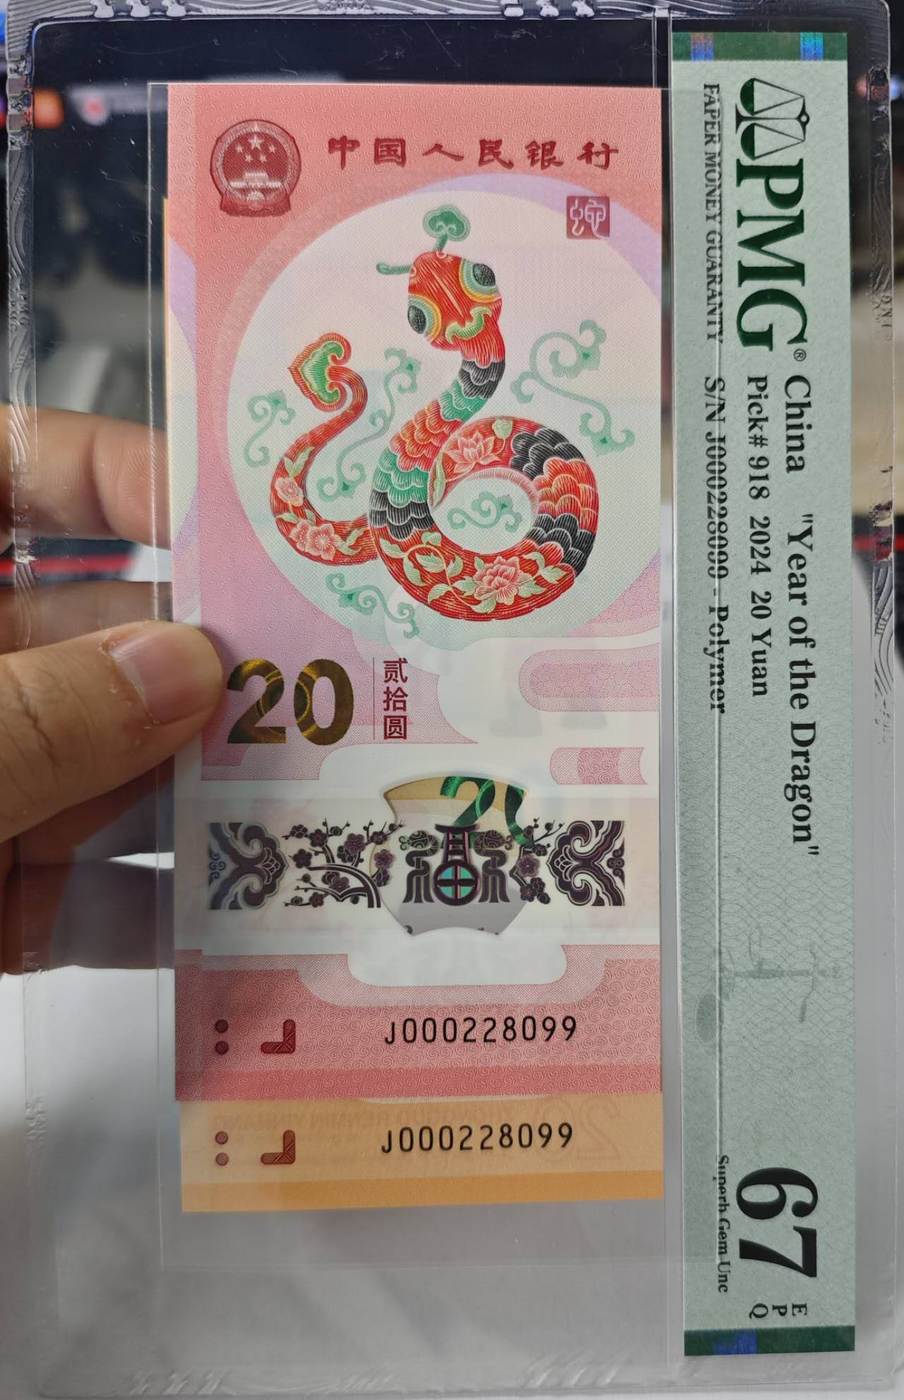 中国人民银行
20
贰拾圆
20
J000228099
J000228099
PMG®
PAPER MONEY GUARANTY
China "Year of the Dragon"
Pick# 918 2024 20 Yuan
S/N J000228099 - Polymer
67
EPQ
Superb Gem Unc